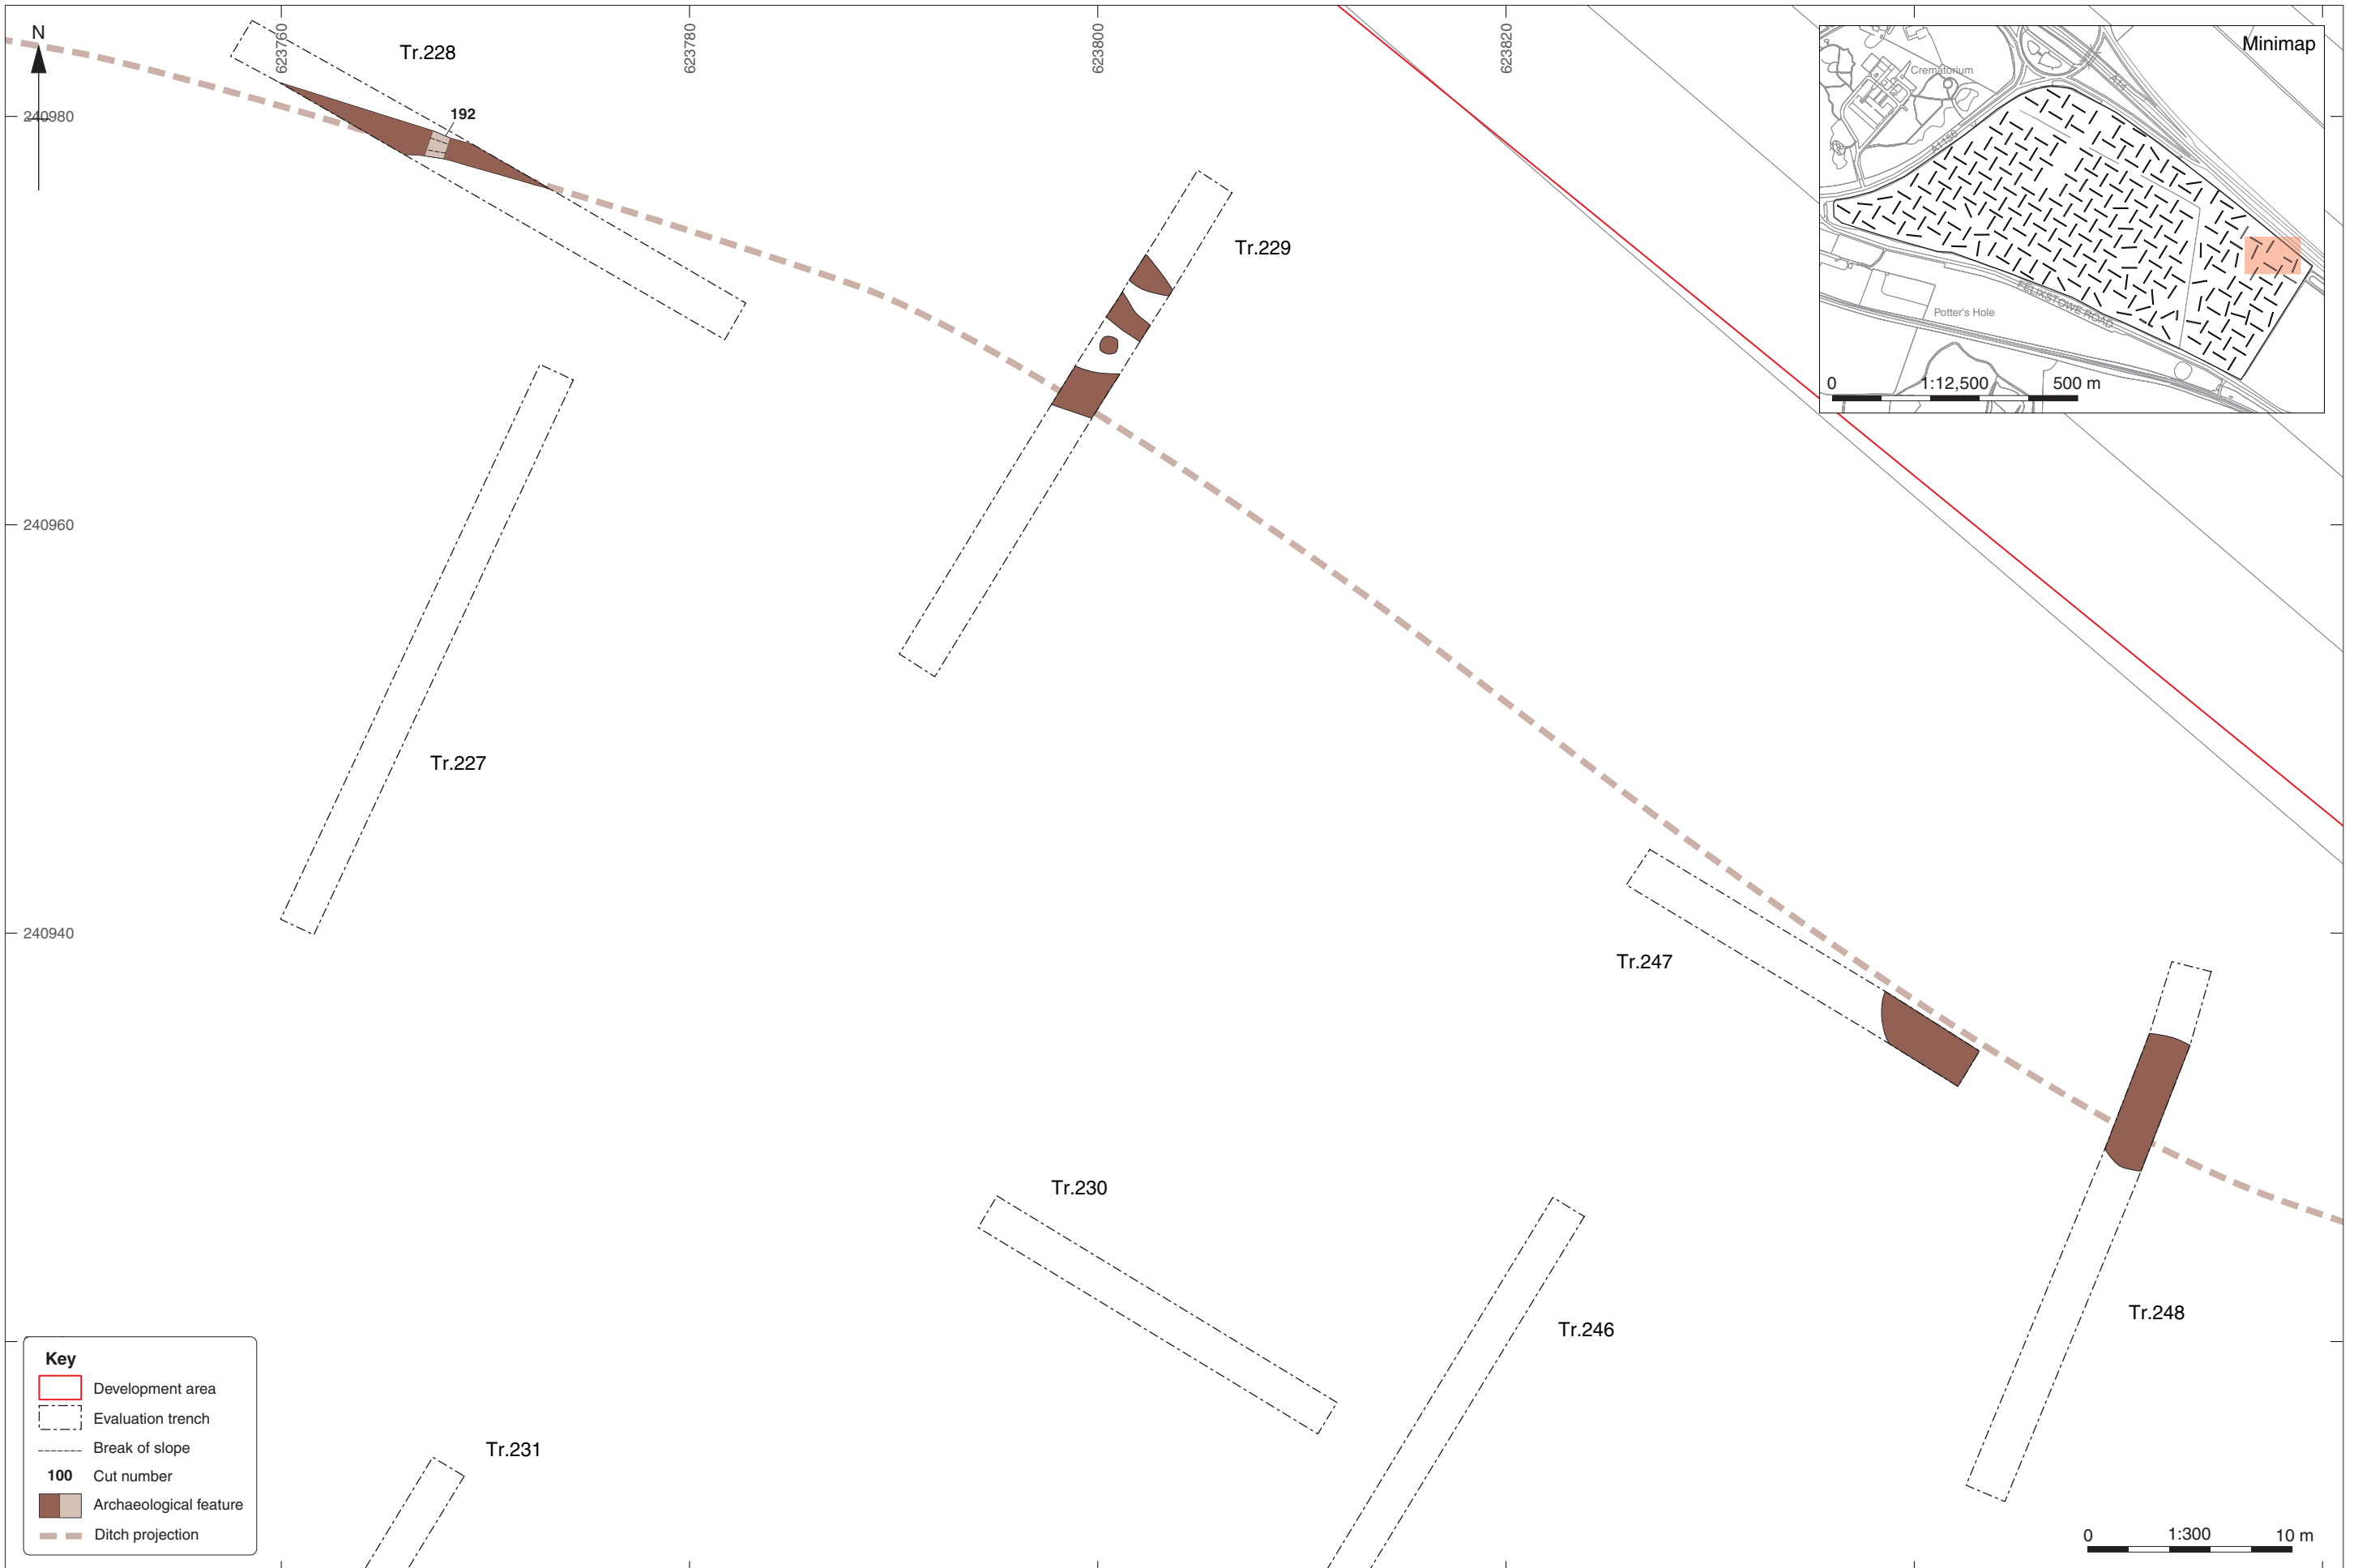 N
240980
240960
240940
623760
623780
623800
623820
Tr.228
192
Tr.229
Tr.227
Tr.247
Tr.230
Tr.246
Tr.248
Tr.231
Minimap
Crematorium
A14
A1156
FELIXSTOWE ROAD
Potter's Hole
0 1:12,500 500 m
Key
Development area
Evaluation trench
Break of slope
100 Cut number
Archaeological feature
Ditch projection
0 1:300 10 m